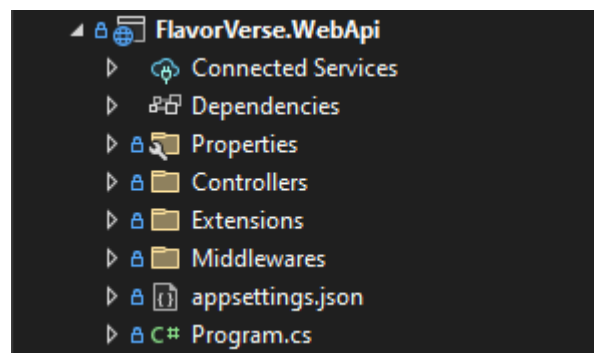 FlavorVerse.WebApi
Connected Services
Dependencies
Properties
Controllers
Extensions
Middlewares
appsettings.json
C# Program.cs